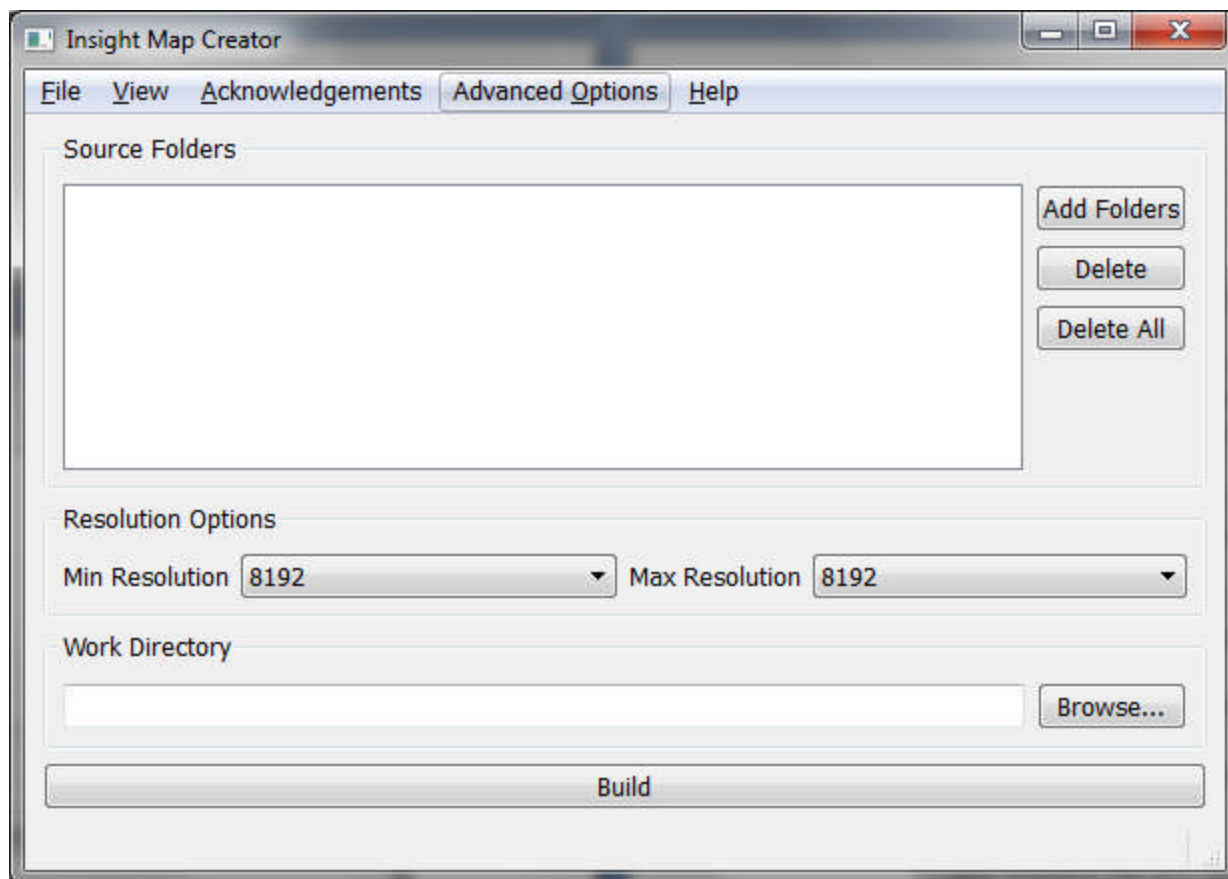 Insight Map Creator
File View Acknowledgements Advanced Options Help
Source Folders
Add Folders
Delete
Delete All
Resolution Options
Min Resolution 8192 Max Resolution 8192
Work Directory
Browse...
Build